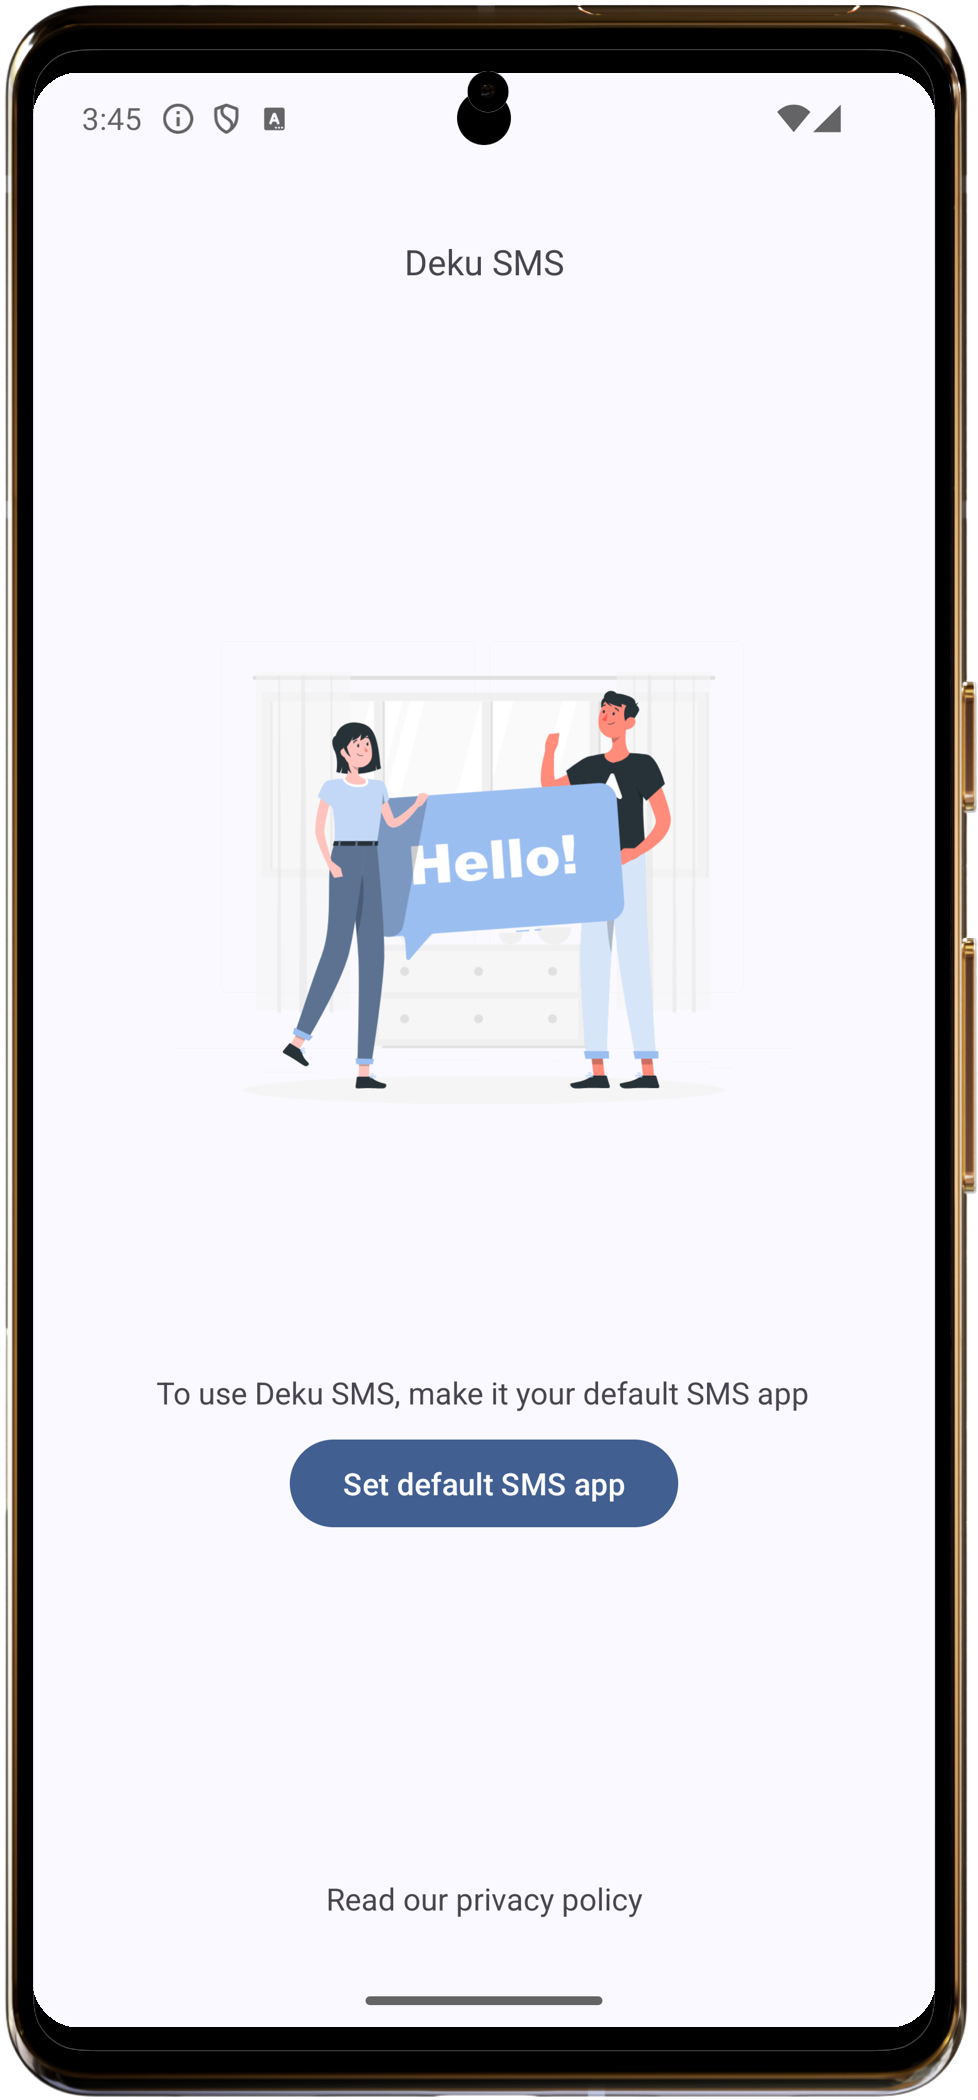 3:45
Deku SMS
Hello!
To use Deku SMS, make it your default SMS app
Set default SMS app
Read our privacy policy